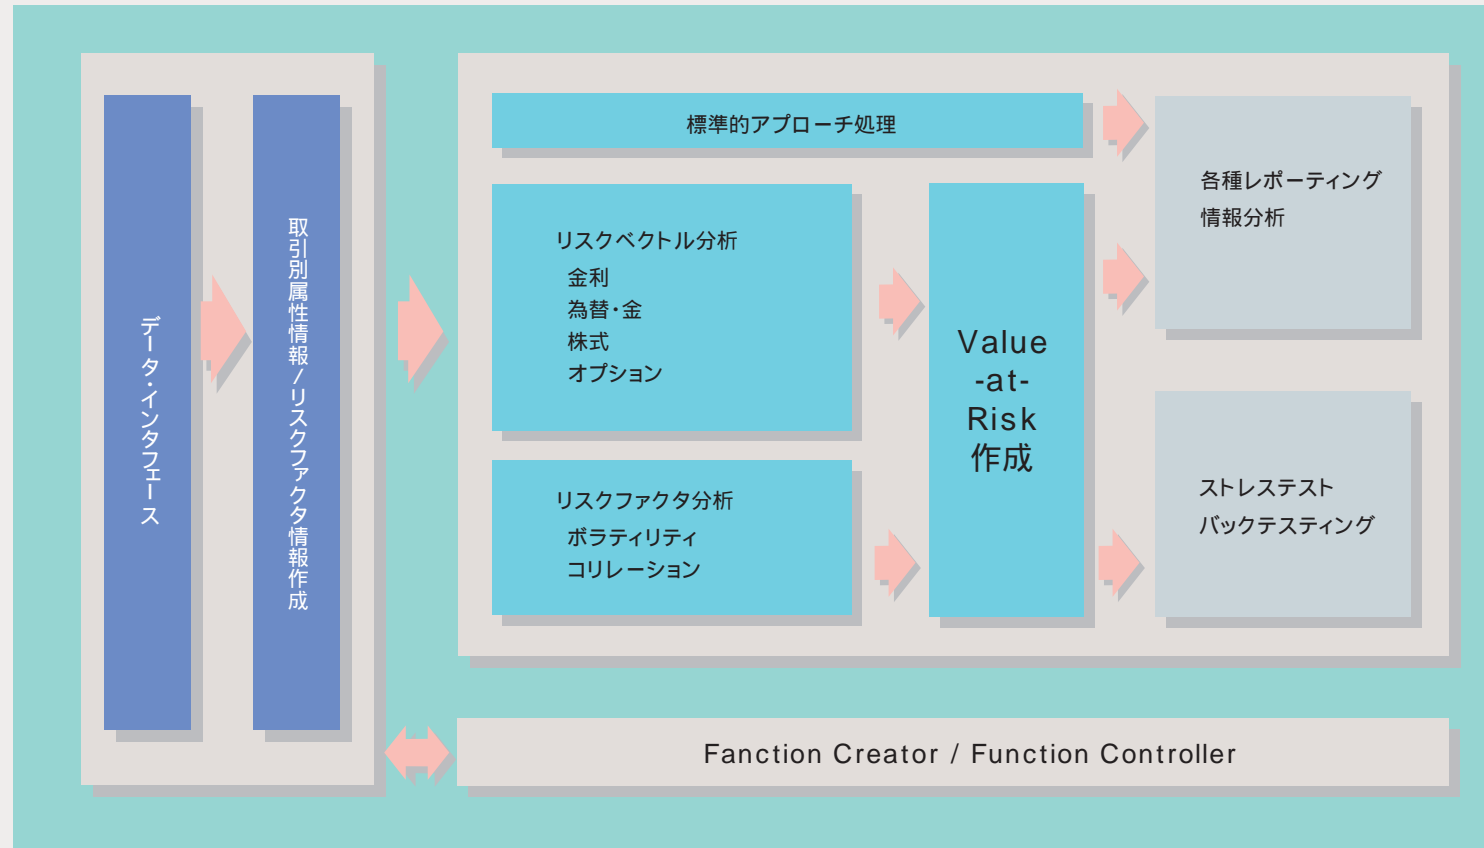 データ・インタフェース
取引別属性情報/リスクファクタ情報作成
標準的アプローチ処理
リスクベクトル分析
金利
為替・金
株式
オプション
リスクファクタ分析
ボラティリティ
コリレーション
Value
-at-
Risk
作成
各種レポーティング
情報分析
ストレステスト
バックテスティング
Fanction Creator / Function Controller